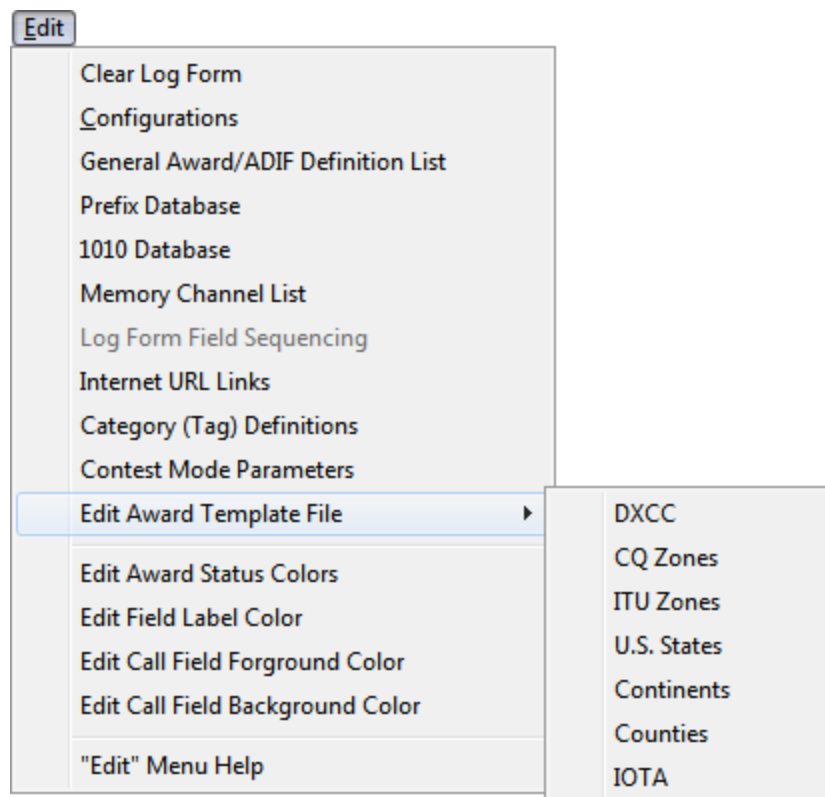 Edit
Clear Log Form
Configurations
General Award/ADIF Definition List
Prefix Database
1010 Database
Memory Channel List
Log Form Field Sequencing
Internet URL Links
Category (Tag) Definitions
Contest Mode Parameters
Edit Award Template File
Edit Award Status Colors
Edit Field Label Color
Edit Call Field Forground Color
Edit Call Field Background Color
"Edit" Menu Help
DXCC
CQ Zones
ITU Zones
U.S. States
Continents
Counties
IOTA